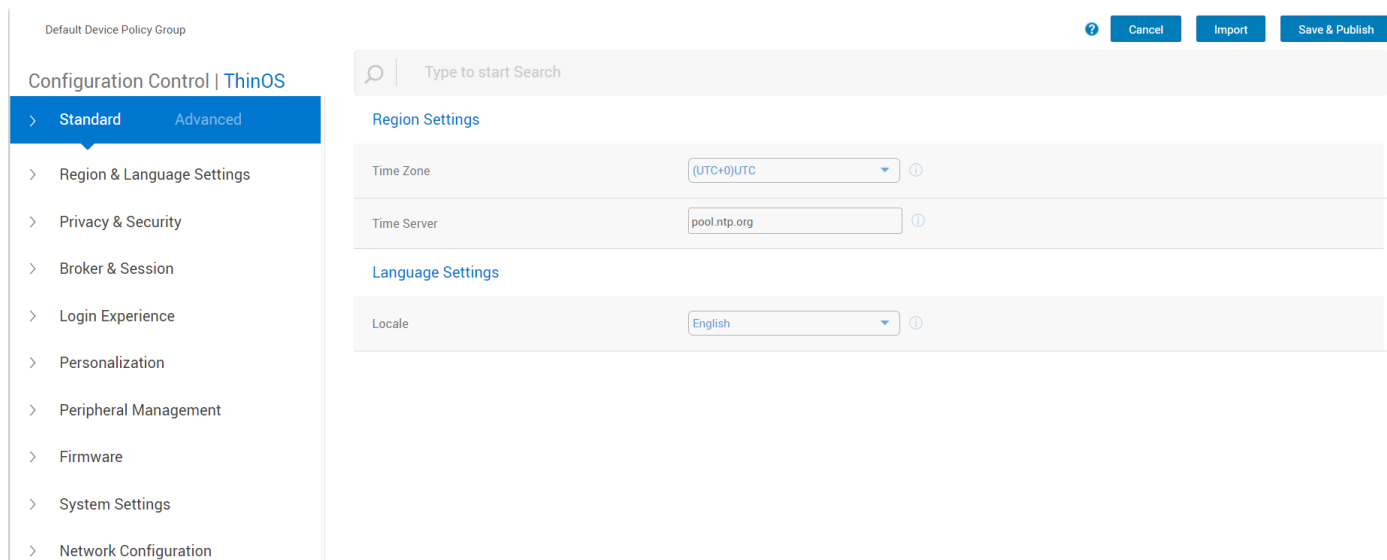 Default Device Policy Group
Cancel
Import
Save & Publish
Configuration Control | ThinOS
Type to start Search
Standard
Advanced
Region & Language Settings
Privacy & Security
Broker & Session
Login Experience
Personalization
Peripheral Management
Firmware
System Settings
Network Configuration
Region Settings
Time Zone
(UTC+0)UTC
Time Server
pool.ntp.org
Language Settings
Locale
English